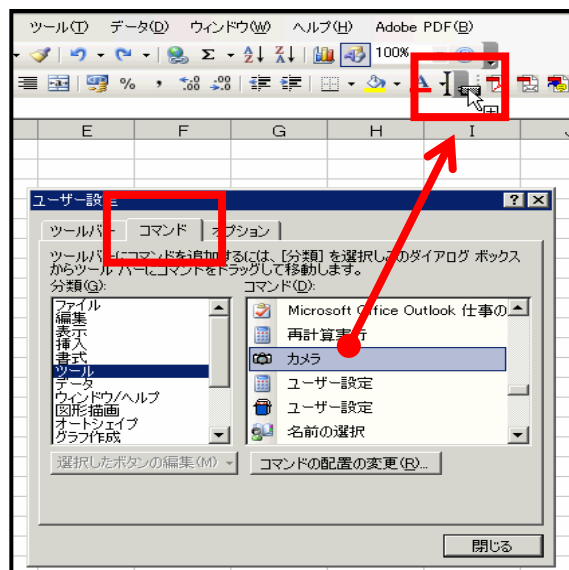 ツール(T) データ(D) ウィンドウ(W) ヘルプ(H) Adobe PDF(B)
Σ 100%
% ,
E F G H I
ユーザー設定
ツールバー コマンド オプション
ツールバーにコマンドを追加するには、[分類] を選択し、このダイアログ ボックス
からツール バーにコマンドをドラッグして移動します。
分類(G): コマンド(D):
ファイル
編集
表示
挿入
書式
ツール
データ
ウィンドウ/ヘルプ
図形描画
オートシェイプ
グラフ作成
Microsoft Office Outlook 仕事の
再計算実行
カメラ
ユーザー設定
ユーザー設定
名前の選択
選択したボタンの編集(M) コマンドの配置の変更(R)...
閉じる